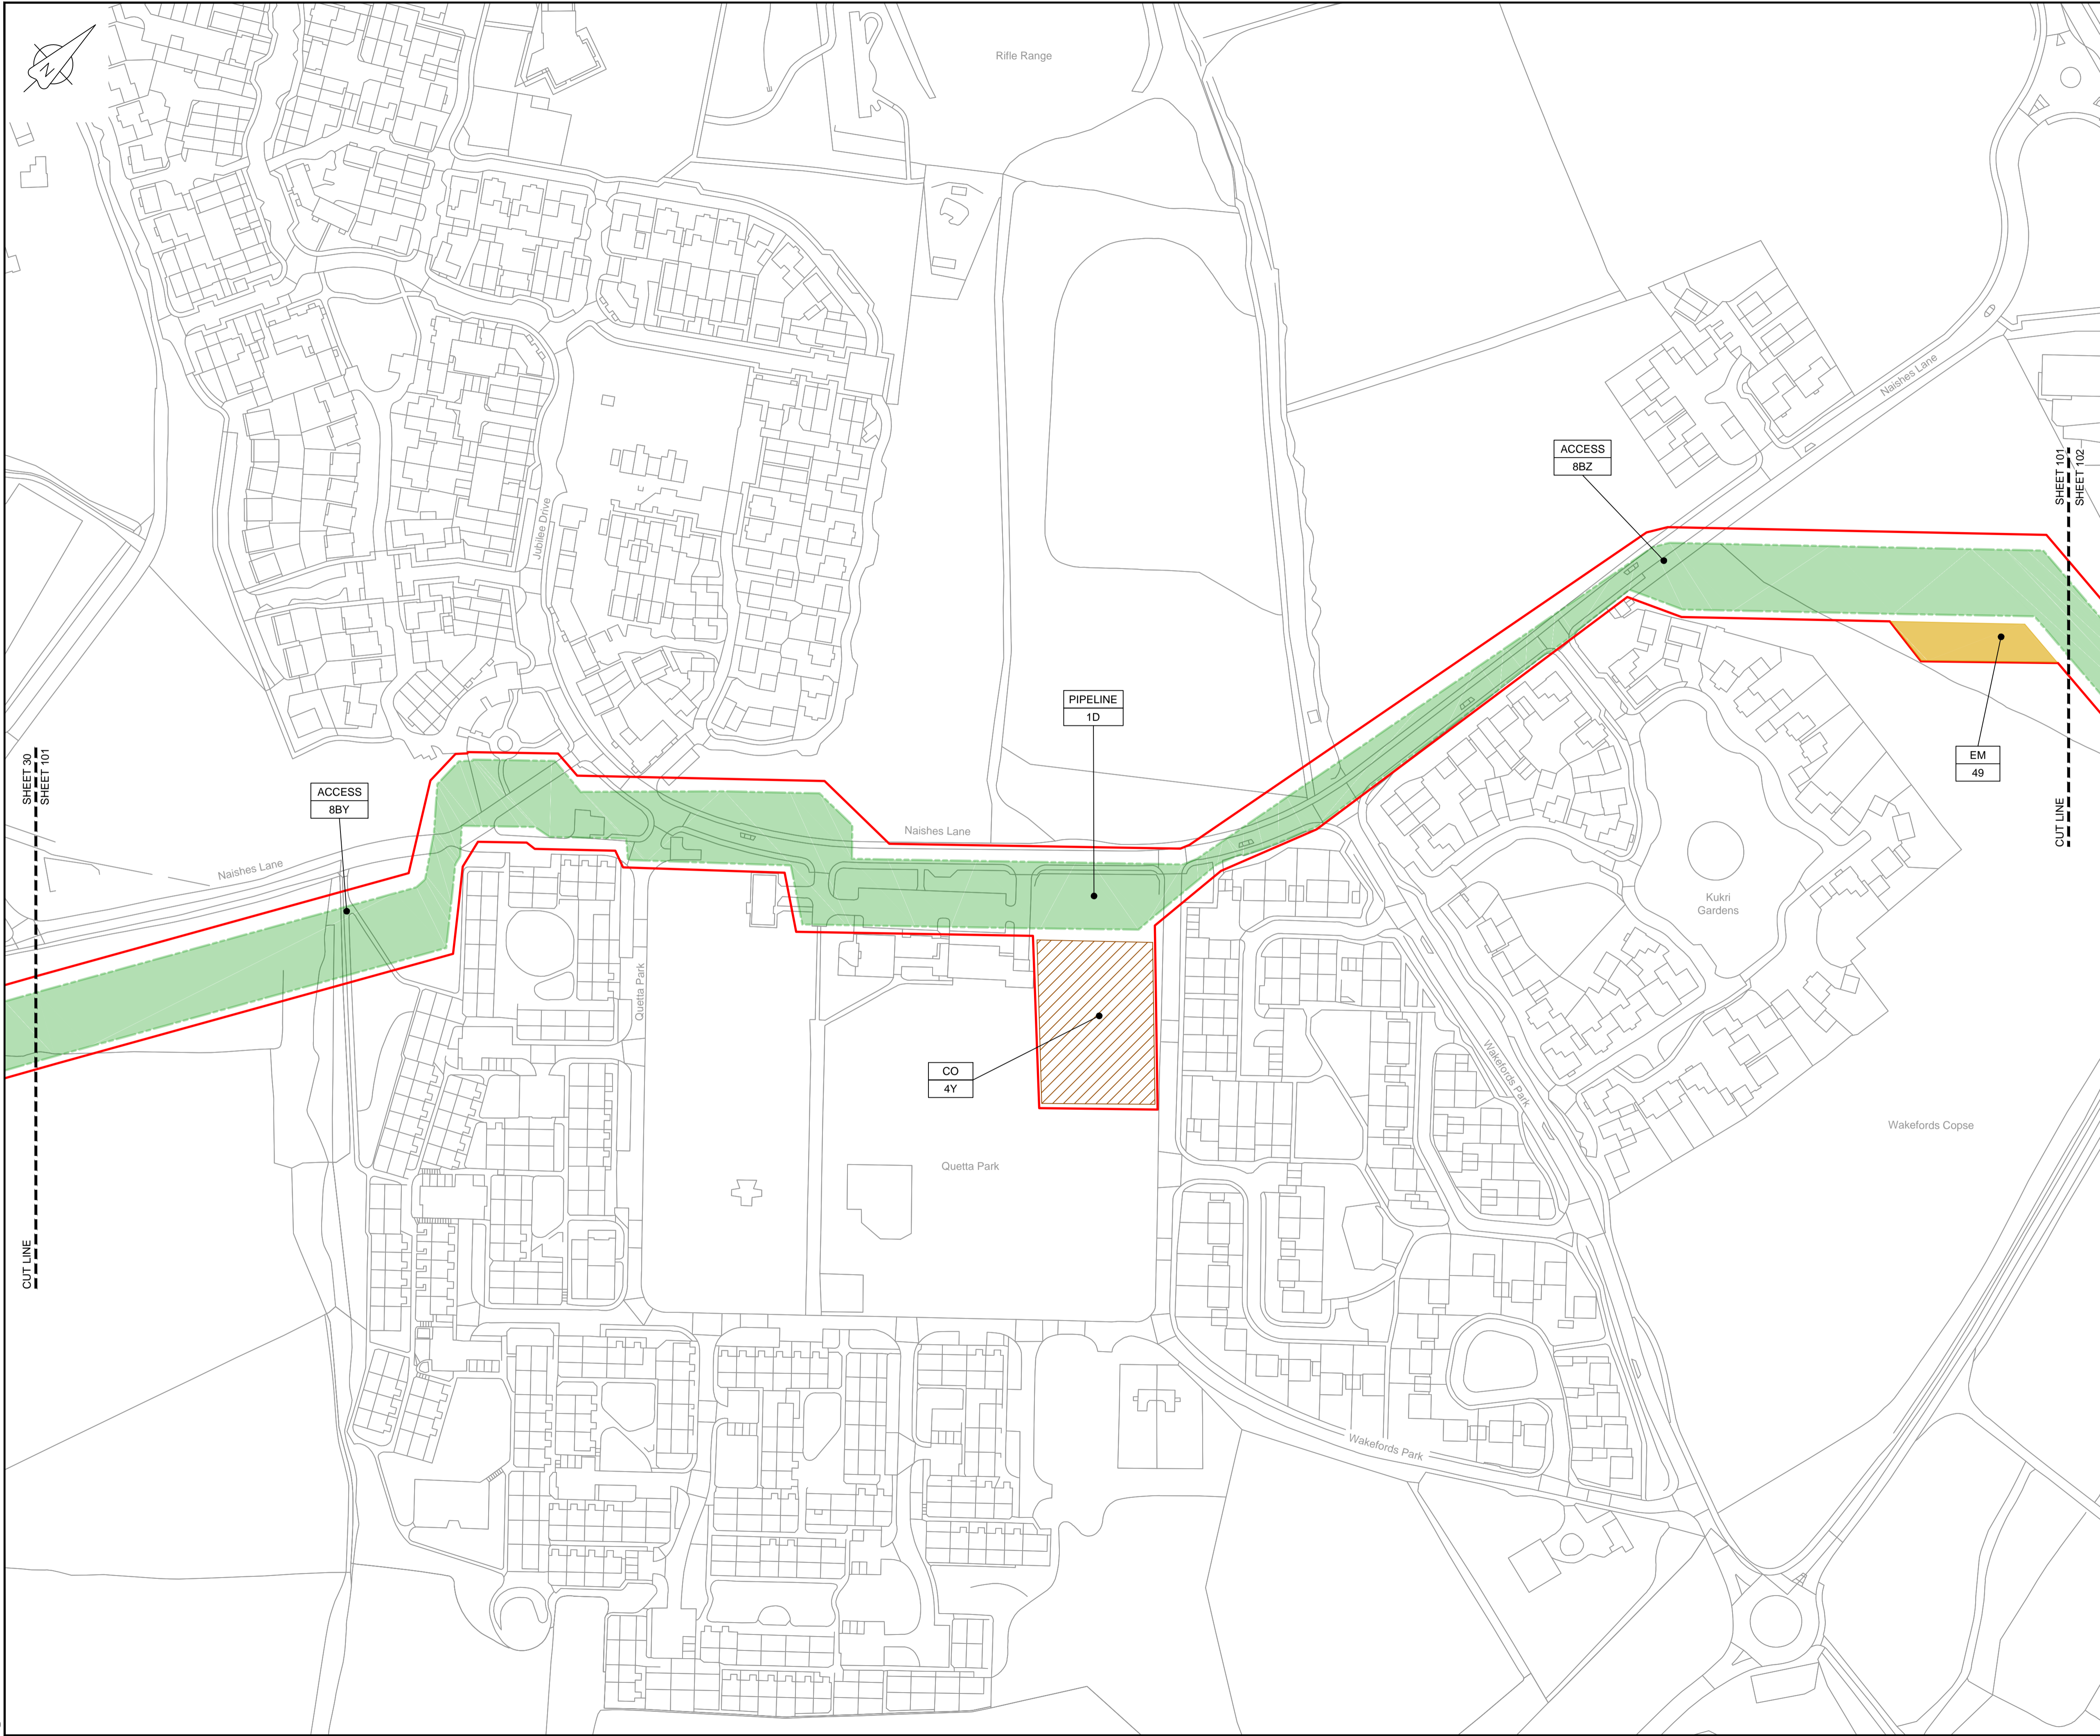 N
Rifle Range
Naishes Lane
ACCESS
8BZ
SHEET 101
SHEET 102
Jubilee Drive
PIPELINE
1D
EM
49
SHEET 30
SHEET 101
ACCESS
8BY
CUT LINE
Naishes Lane
Naishes Lane
Kukri
Gardens
Quetta Park
CO
4Y
Wakefords Park
Wakefords Copse
Quetta Park
CUT LINE
Wakefords Park